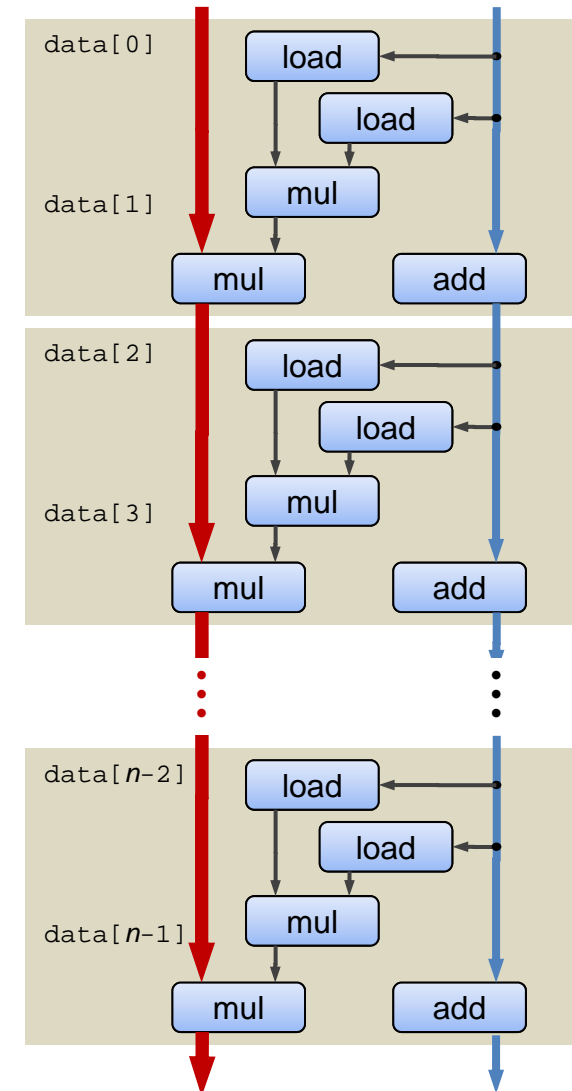 data[0]
load
load
mul
data[1]
mul add
data[2]
load
load
mul
data[3]
mul add
data[n-2]
load
load
mul
data[n-1]
mul add